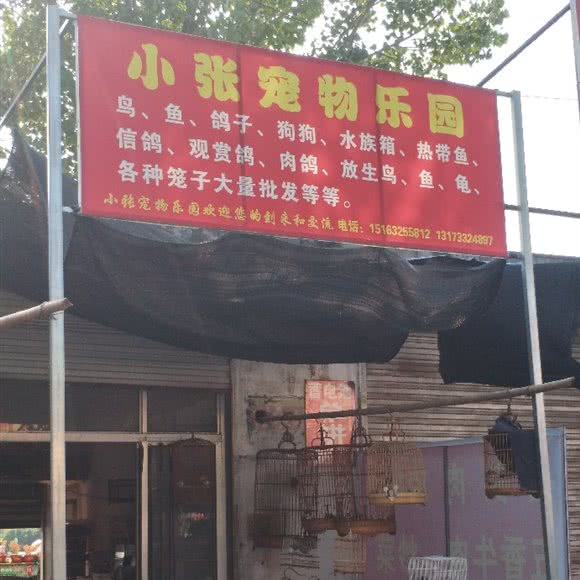 小张宠物乐园
鸟、鱼、鸽子、狗狗、水族箱、热带鱼、
信鸽、观赏鸽、肉鸽、放生鸟、鱼、龟、
各种笼子大量批发等等。
小张宠物乐园欢迎您的到来和交流 电话：15163255812 13173324897
蓄电池